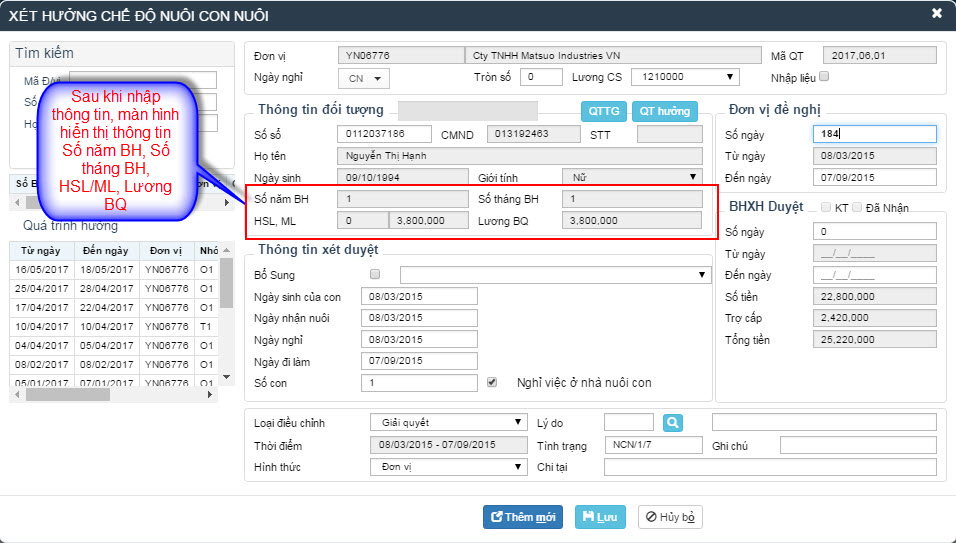 XÉT HƯỞNG CHẾ ĐỘ NUÔI CON NUÔI
Tìm kiếm
Mã Đ/vị
Số
Họ
Sau khi nhập
thông tin, màn hình
hiển thị thông tin
Số năm BH, Số
tháng BH,
HSL/ML, Lương
BQ
Số B
Quá trình hưởng
Từ ngày Đến ngày Đơn vị Nhó
16/05/2017 18/05/2017 YN06776 O1
25/04/2017 28/04/2017 YN06776 O1
17/04/2017 22/04/2017 YN06776 O1
10/04/2017 10/04/2017 YN06776 T1
04/04/2017 05/04/2017 YN06776 O1
08/02/2017 08/02/2017 YN06776 O1
05/01/2017 07/01/2017 YN06776 O1
Đơn vị YN06776 Cty TNHH Matsuo Industries VN Mã QT 2017,06,01
Ngày nghỉ CN Tròn số 0 Lương CS 1210000 Nhập liệu
Thông tin đối tượng QTTG QT hưởng
Số sổ 0112037186 CMND 013192463 STT
Họ tên Nguyễn Thị Hạnh
Ngày sinh 09/10/1994 Giới tính Nữ
Số năm BH 1 Số tháng BH 1
HSL, ML 0 3,800,000 Lương BQ 3,800,000
Đơn vị đề nghị
Số ngày 184
Từ ngày 08/03/2015
Đến ngày 07/09/2015
Thông tin xét duyệt
Bổ Sung
Ngày sinh của con 08/03/2015
Ngày nhận nuôi 08/03/2015
Ngày nghỉ 08/03/2015
Ngày đi làm 07/09/2015
Số con 1 Nghỉ việc ở nhà nuôi con
BHXH Duyệt KT Đã Nhận
Số ngày 0
Từ ngày __/__/____
Đến ngày __/__/____
Số tiền 22,800,000
Trợ cấp 2,420,000
Tổng tiền 25,220,000
Loại điều chỉnh Giải quyết Lý do
Thời điểm 08/03/2015 - 07/09/2015 Tình trạng NCN/1/7 Ghi chú
Hình thức Đơn vị Chi tại
Thêm mới Lưu Hủy bỏ